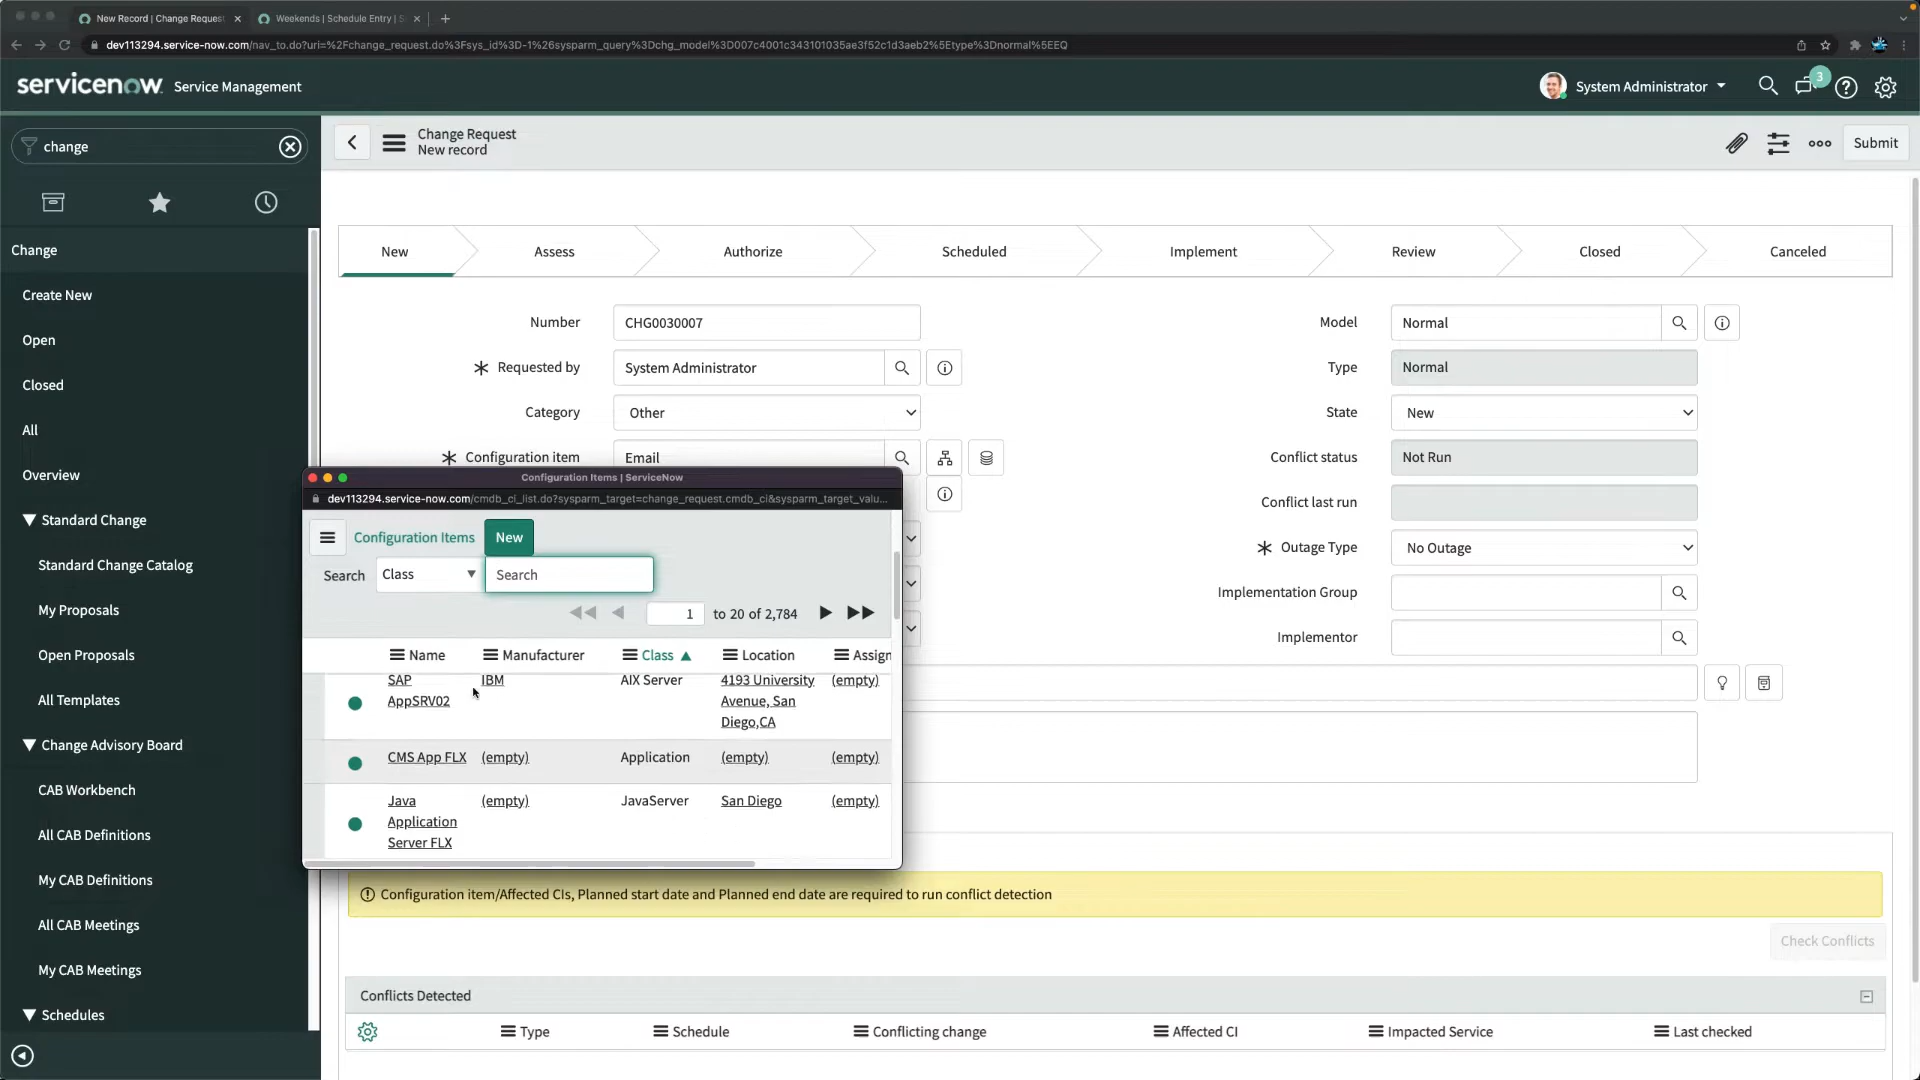 New Record | Change Request
Weekends | Schedule Entry | S
dev113294.service-now.com/nav_to.do?uri=%2Fchange_request.do%3Fsys_id%3D-1%26sysparm_query%3Dchg_model%3D007c4001c343101035ae3f52c1d3aeb2%5Etype%3Dnormal%5EEQ
servicenow Service Management
System Administrator
3
change
Change Request
New record
Submit
Change
Create New
Open
Closed
All
Overview
Standard Change
Standard Change Catalog
My Proposals
Open Proposals
All Templates
Change Advisory Board
CAB Workbench
All CAB Definitions
My CAB Definitions
All CAB Meetings
My CAB Meetings
Schedules
New
Assess
Authorize
Scheduled
Implement
Review
Closed
Canceled
Number CHG0030007
Requested by System Administrator
Category Other
Configuration item Email
Model Normal
Type Normal
State New
Conflict status Not Run
Conflict last run
Outage Type No Outage
Implementation Group
Implementor
Configuration Items | ServiceNow
dev113294.service-now.com/cmdb_ci_list.do?sysparm_target=change_request.cmdb_ci&sysparm_target_valu...
Configuration Items New
Search Class Search
1 to 20 of 2,784
Name Manufacturer Class Location Assign
SAP AppSRV02 IBM AIX Server 4193 University Avenue, San Diego,CA (empty)
CMS App FLX (empty) Application (empty) (empty)
Java Application Server FLX (empty) JavaServer San Diego (empty)
Configuration item/Affected CIs, Planned start date and Planned end date are required to run conflict detection
Check Conflicts
Conflicts Detected
Type Schedule Conflicting change Affected CI Impacted Service Last checked